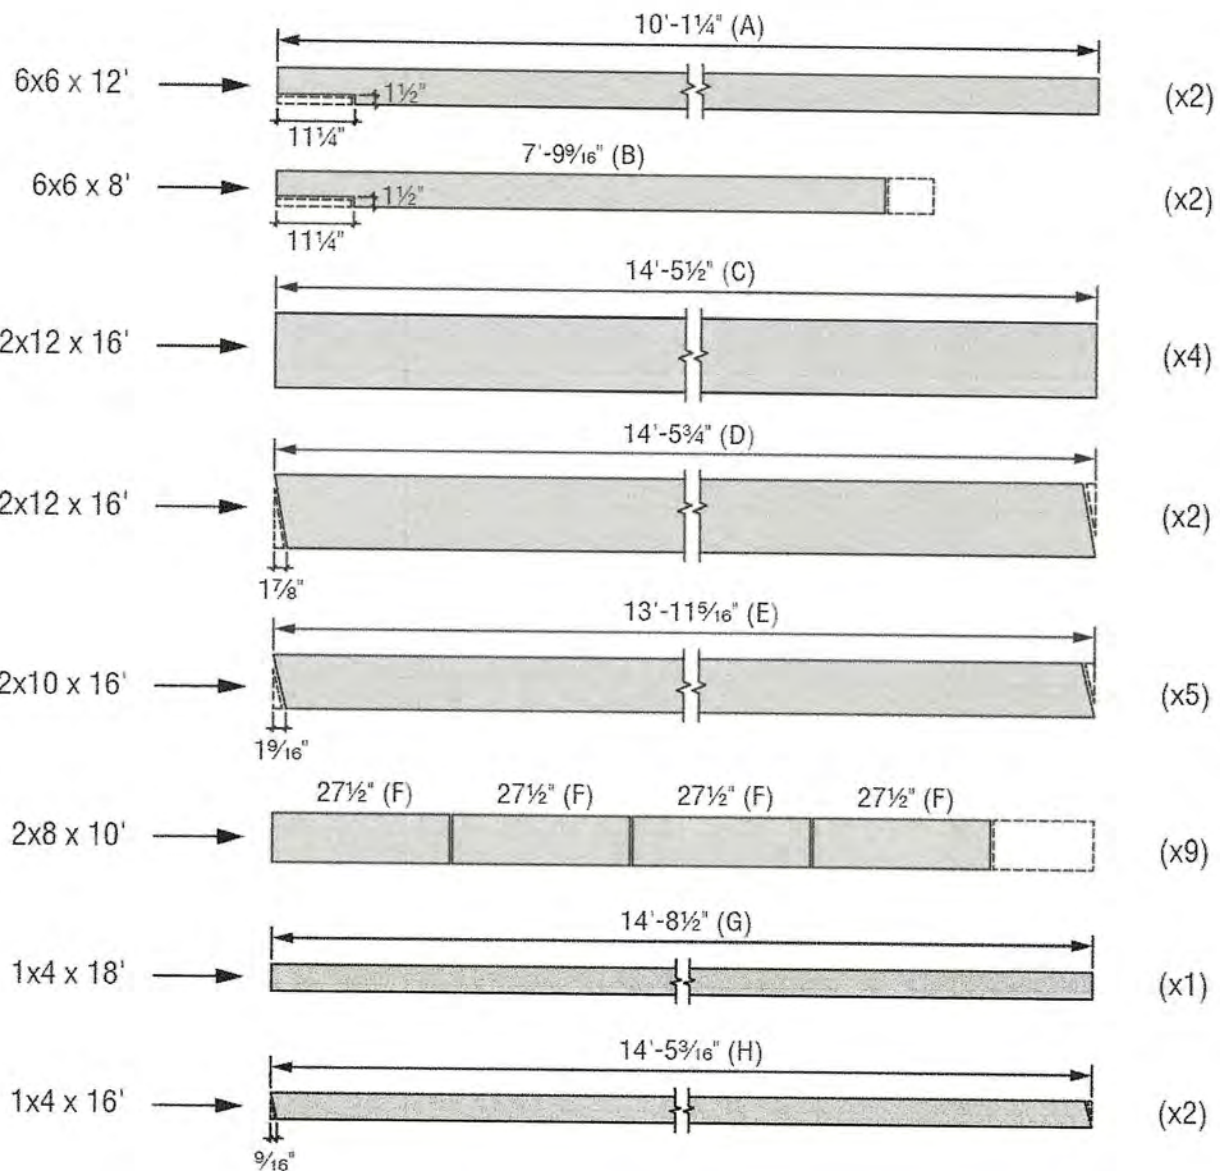 10'-1¼" (A)
6x6 x 12'
1½"
(x2)
11¼"
7'-9⁹⁄₁₆" (B)
6x6 x 8'
1½"
(x2)
11¼"
14'-5½" (C)
2x12 x 16'
(x4)
14'-5¾" (D)
2x12 x 16'
(x2)
1⅞"
13'-11⁵⁄₁₆" (E)
2x10 x 16'
(x5)
1⁹⁄₁₆"
27½" (F) 27½" (F) 27½" (F) 27½" (F)
2x8 x 10'
(x9)
14'-8½" (G)
1x4 x 18'
(x1)
14'-5³⁄₁₆" (H)
1x4 x 16'
(x2)
⁹⁄₁₆"